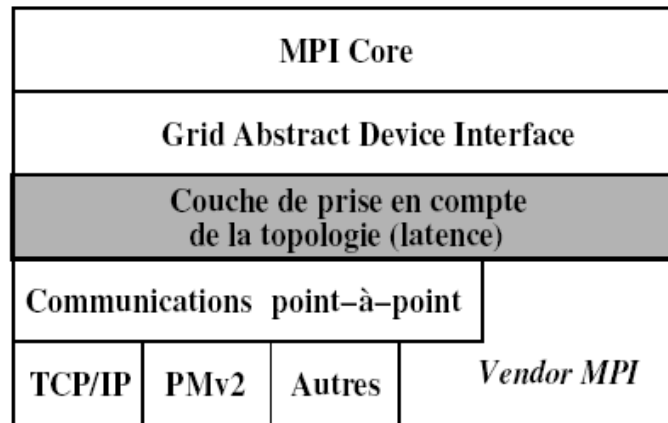 MPI Core
Grid Abstract Device Interface
Couche de prise en compte
de la topologie (latence)
Communications point–à–point
TCP/IP PMv2 Autres Vendor MPI